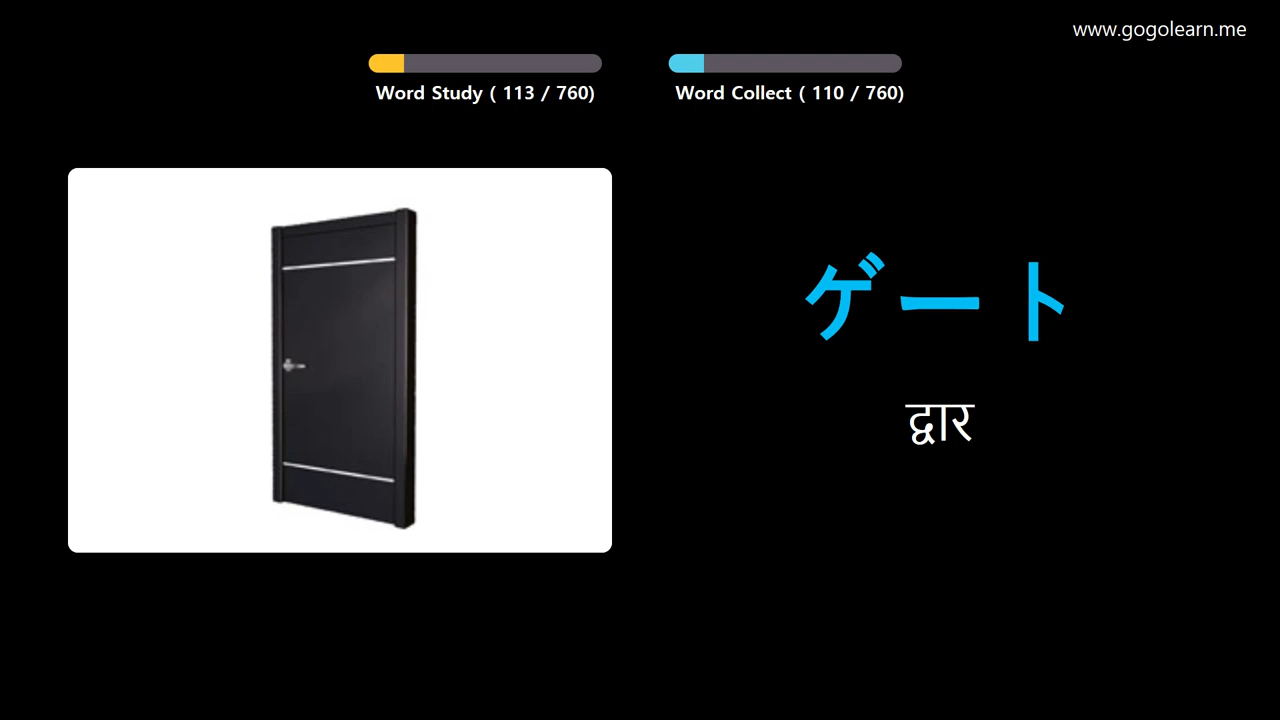 www.gogolearn.me
Word Study ( 113 / 760)
Word Collect ( 110 / 760)
ゲート
द्वार